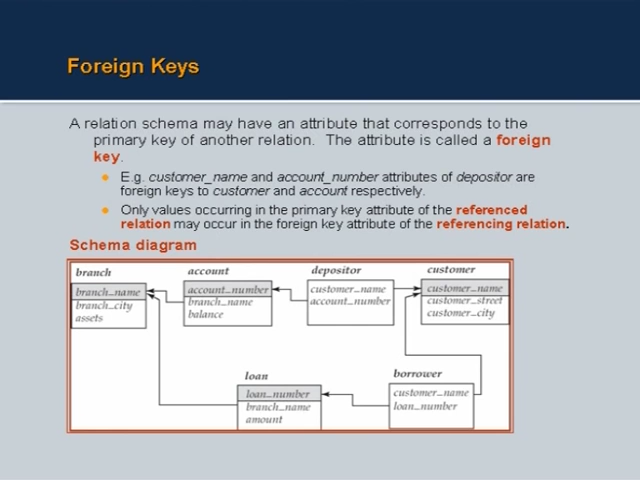 Foreign Keys
A relation schema may have an attribute that corresponds to the
primary key of another relation. The attribute is called a foreign
key.
E.g. customer_name and account_number attributes of depositor are
foreign keys to customer and account respectively.
Only values occurring in the primary key attribute of the referenced
relation may occur in the foreign key attribute of the referencing relation.
Schema diagram
branch
branch_name
branch_city
assets
account
account_number
branch_name
balance
depositor
customer_name
account_number
customer
customer_name
customer_street
customer_city
loan
loan_number
branch_name
amount
borrower
customer_name
loan_number